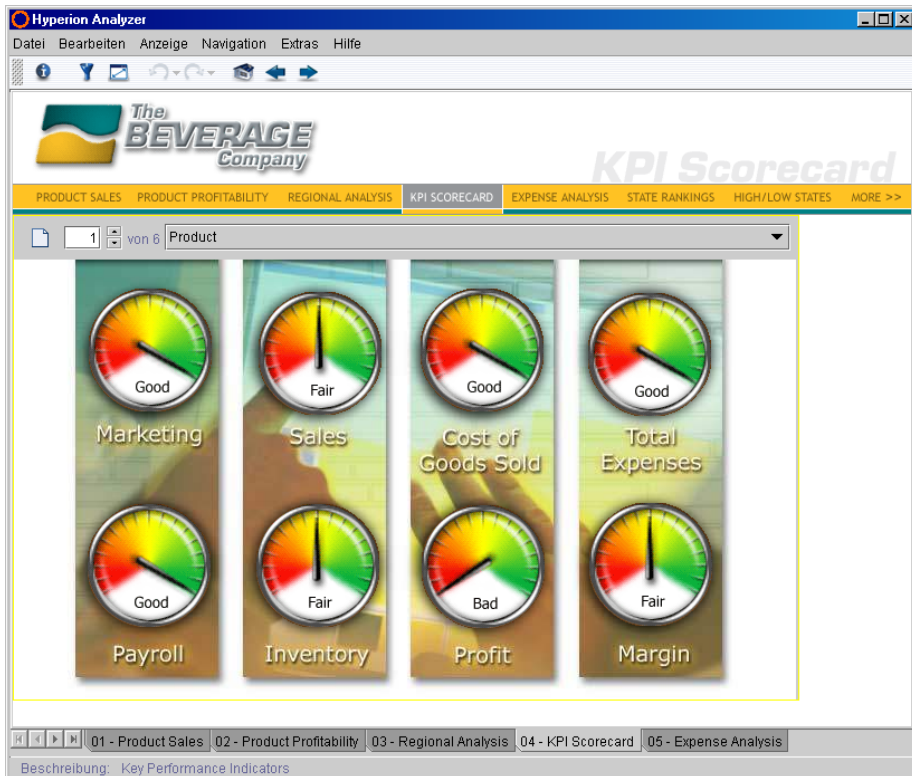 Hyperion Analyzer
Datei Bearbeiten Anzeige Navigation Extras Hilfe
The
BEVERAGE
Company
KPI Scorecard
PRODUCT SALES PRODUCT PROFITABILITY REGIONAL ANALYSIS KPI SCORECARD EXPENSE ANALYSIS STATE RANKINGS HIGH/LOW STATES MORE >>
1 von 6 Product
Good Fair Good Good
Marketing Sales Cost of Goods Sold Total Expenses
Good Fair Bad Fair
Payroll Inventory Profit Margin
01 - Product Sales 02 - Product Profitability 03 - Regional Analysis 04 - KPI Scorecard 05 - Expense Analysis
Beschreibung: Key Performance Indicators